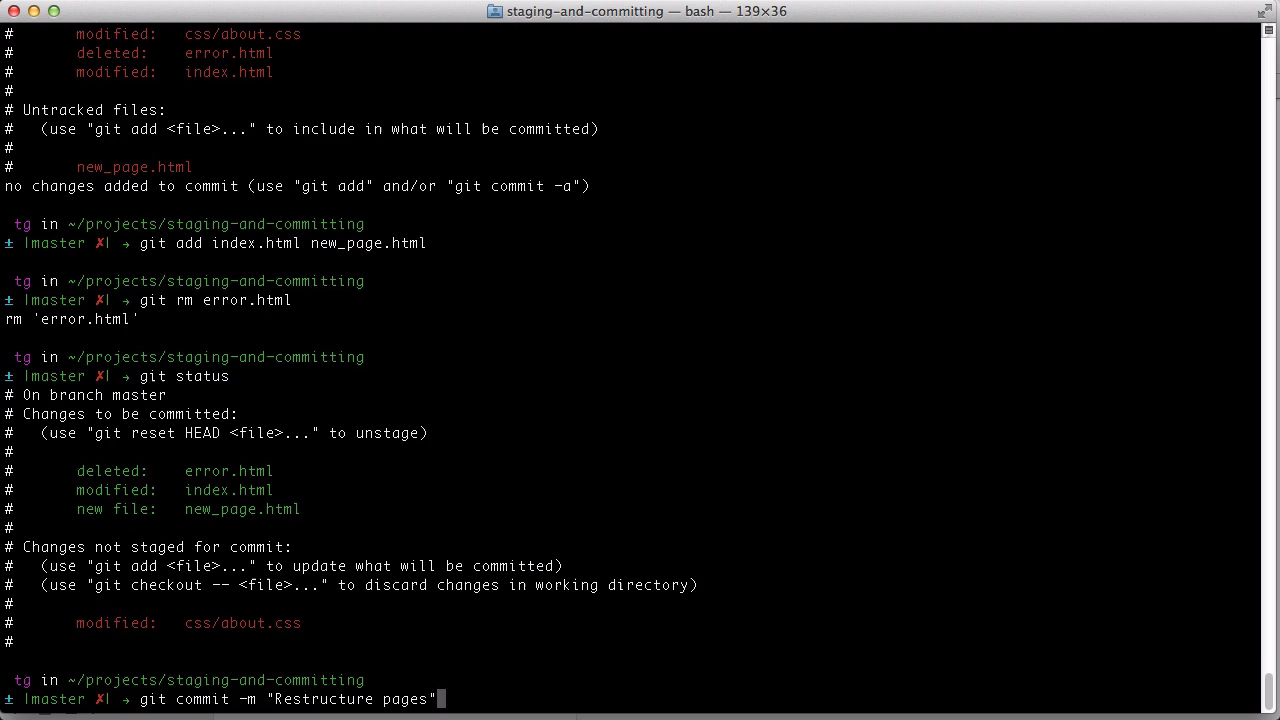 staging-and-committing — bash — 139×36
#       modified:   css/about.css
#       deleted:    error.html
#       modified:   index.html
#
# Untracked files:
#   (use "git add <file>..." to include in what will be committed)
#
#       new_page.html
no changes added to commit (use "git add" and/or "git commit -a")
tg in ~/projects/staging-and-committing
± |master ✗| → git add index.html new_page.html
tg in ~/projects/staging-and-committing
± |master ✗| → git rm error.html
rm 'error.html'
tg in ~/projects/staging-and-committing
± |master ✗| → git status
# On branch master
# Changes to be committed:
#   (use "git reset HEAD <file>..." to unstage)
#
#       deleted:    error.html
#       modified:   index.html
#       new file:   new_page.html
#
# Changes not staged for commit:
#   (use "git add <file>..." to update what will be committed)
#   (use "git checkout -- <file>..." to discard changes in working directory)
#
#       modified:   css/about.css
#
tg in ~/projects/staging-and-committing
± |master ✗| → git commit -m "Restructure pages"